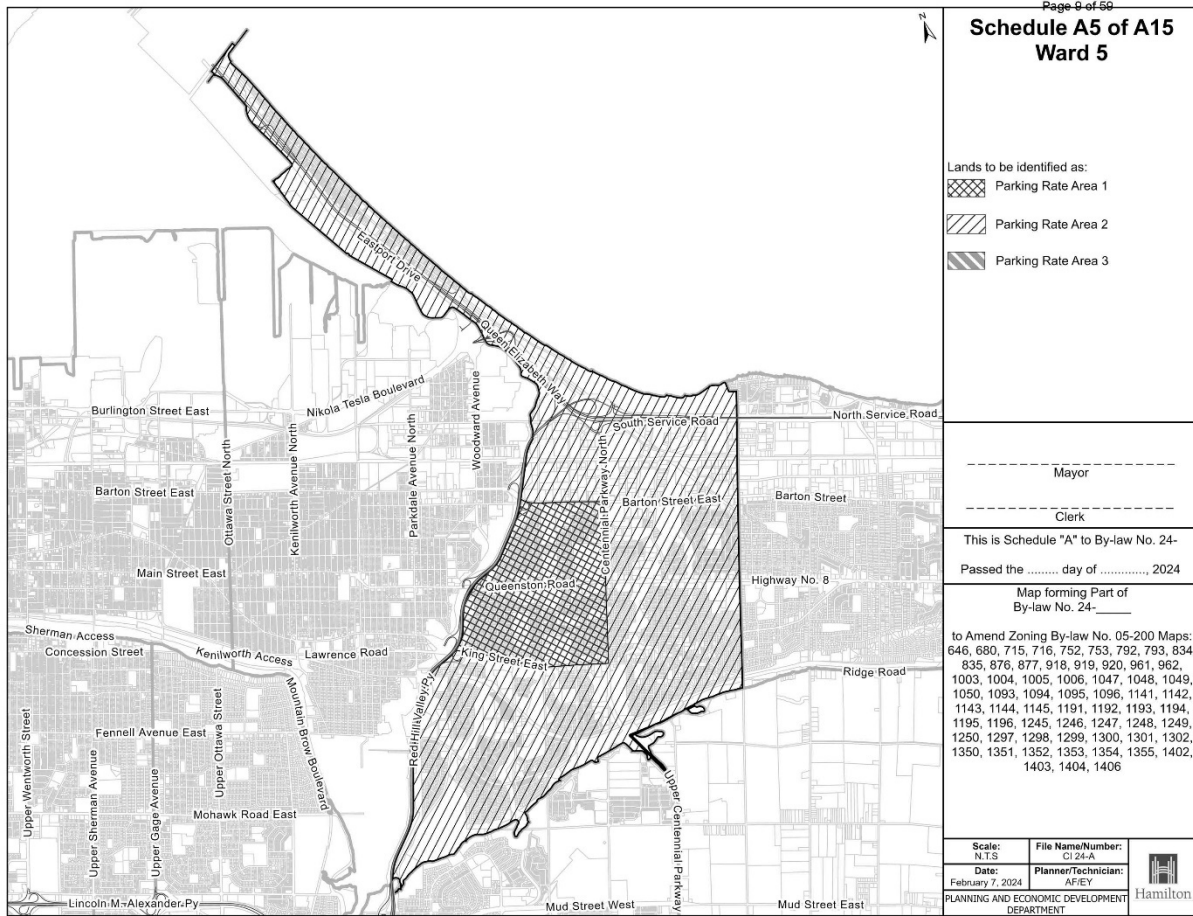 Page 9 of 59
Schedule A5 of A15
Ward 5
N
Lands to be identified as:
Parking Rate Area 1
Parking Rate Area 2
Parking Rate Area 3
Mayor
Clerk
This is Schedule "A" to By-law No. 24-
Passed the ......... day of ............., 2024
Map forming Part of
By-law No. 24-_____
to Amend Zoning By-law No. 05-200 Maps:
646, 680, 715, 716, 752, 753, 792, 793, 834,
835, 876, 877, 918, 919, 920, 961, 962,
1003, 1004, 1005, 1006, 1047, 1048, 1049,
1050, 1093, 1094, 1095, 1096, 1141, 1142,
1143, 1144, 1145, 1191, 1192, 1193, 1194,
1195, 1196, 1245, 1246, 1247, 1248, 1249,
1250, 1297, 1298, 1299, 1300, 1301, 1302,
1350, 1351, 1352, 1353, 1354, 1355, 1402,
1403, 1404, 1406
Scale:
N.T.S
File Name/Number:
CI 24-A
Date:
February 7, 2024
Planner/Technician:
AF/EY
PLANNING AND ECONOMIC DEVELOPMENT
DEPARTMENT
Hamilton
Eastport Drive
Queen Elizabeth Way
Nikola Tesla Boulevard
Burlington Street East
Woodward Avenue
North Service Road
South Service Road
Ottawa Street North
Kenilworth Avenue North
Parkdale Avenue North
Centennial Parkway North
Barton Street East
Barton Street East
Barton Street
Main Street East
Queenston Road
Highway No. 8
Sherman Access
Concession Street
Kenilworth Access
Lawrence Road
King Street East
Ridge Road
Red Hill Valley Py
Mountain Brow Boulevard
Upper Wentworth Street
Upper Sherman Avenue
Upper Gage Avenue
Upper Ottawa Street
Fennell Avenue East
Mohawk Road East
Upper Centennial Parkway
Lincoln M. Alexander Py
Mud Street West
Mud Street East